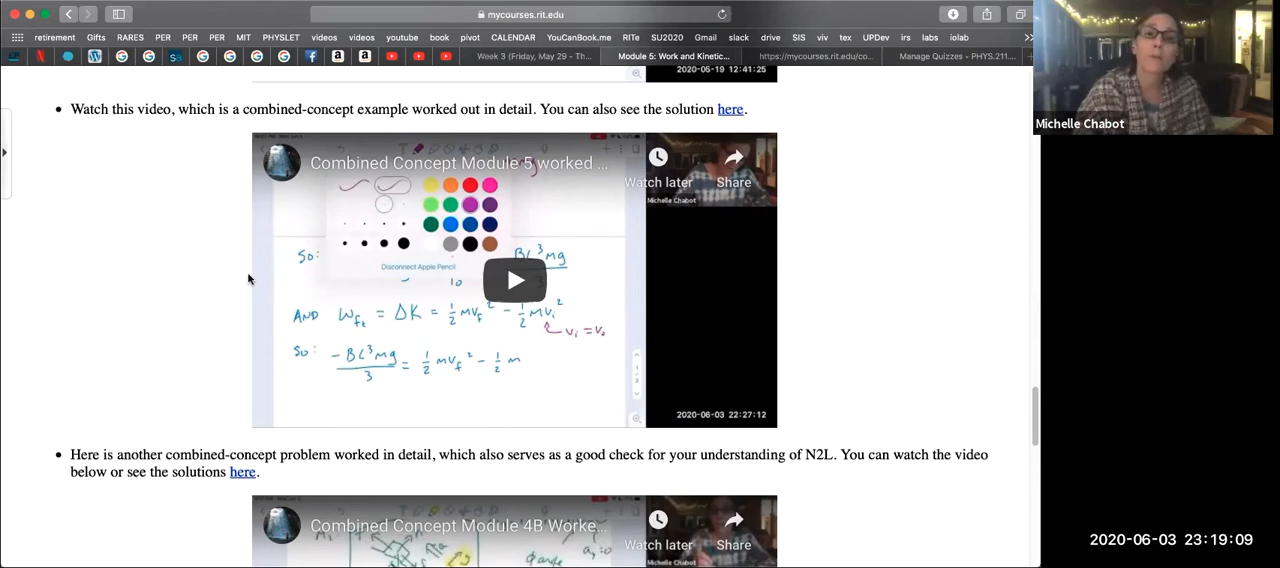 mycourses.rit.edu
retirement Gifts RARES PER PER PER MIT PHYSLET videos videos youtube book pivot CALENDAR YouCanBook.me RITL SU2020 Gmail slack drive SIS viv tex UPDev irs labs iolab
Week 3 (Friday, May 29 - Th... Module 5: Work and Kinetic... https://mycourses.rit.edu/co... Manage Quizzes - PHYS.211....
2020-06-19 12:41:25
Michelle Chabot
• Watch this video, which is a combined-concept example worked out in detail. You can also see the solution here.
Combined Concept Module 5 worked ...
Watch later Share
Michelle Chabot
Disconnect Apple Pencil
So: BL³mg
3
10
AND W_fk = ΔK = 1/2 mv_f² - 1/2 mv_i²
v_i = v₀
So: -BL³mg/3 = 1/2 mv_f² - 1/2 m
2020-06-03 22:27:12
• Here is another combined-concept problem worked in detail, which also serves as a good check for your understanding of N2L. You can watch the video
below or see the solutions here.
Combined Concept Module 4B Worke...
Watch later Share
Michelle Chabot
2020-06-03 23:19:09